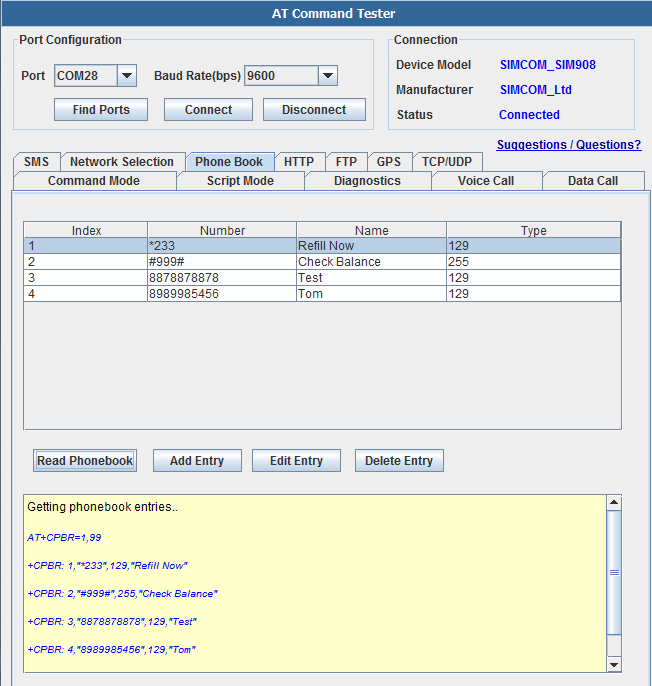 AT Command Tester
Port Configuration
Connection
Port COM28 Baud Rate(bps) 9600
Find Ports Connect Disconnect
Device Model SIMCOM_SIM908
Manufacturer SIMCOM_Ltd
Status Connected
Suggestions / Questions?
SMS Network Selection Phone Book HTTP FTP GPS TCP/UDP
Command Mode Script Mode Diagnostics Voice Call Data Call
Index Number Name Type
1 *233 Refill Now 129
2 #999# Check Balance 255
3 8878878878 Test 129
4 8989985456 Tom 129
Read Phonebook Add Entry Edit Entry Delete Entry
Getting phonebook entries..
AT+CPBR=1,99
+CPBR: 1,"*233",129,"Refill Now"
+CPBR: 2,"#999#",255,"Check Balance"
+CPBR: 3,"8878878878",129,"Test"
+CPBR: 4,"8989985456",129,"Tom"